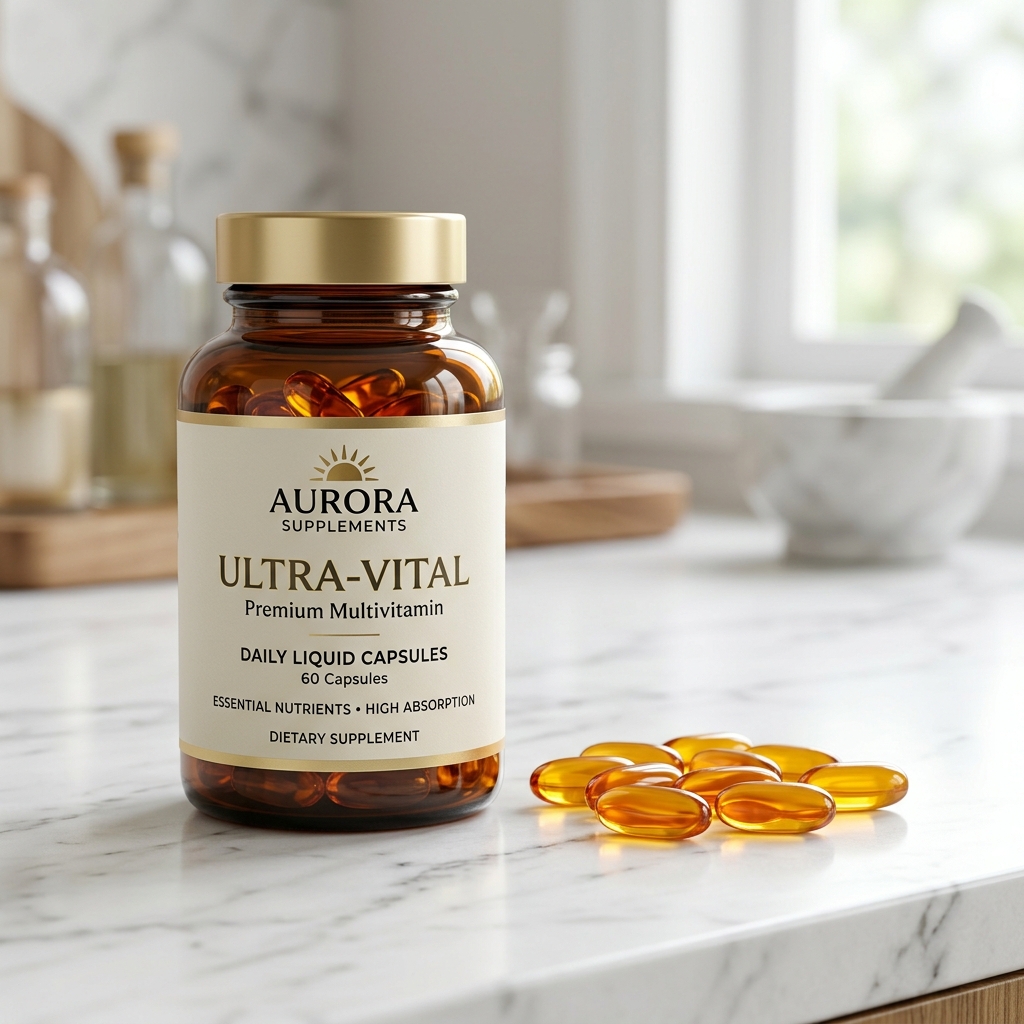 AURORA
SUPPLEMENTS
ULTRA-VITAL
Premium Multivitamin
DAILY LIQUID CAPSULES
60 Capsules
ESSENTIAL NUTRIENTS • HIGH ABSORPTION
DIETARY SUPPLEMENT